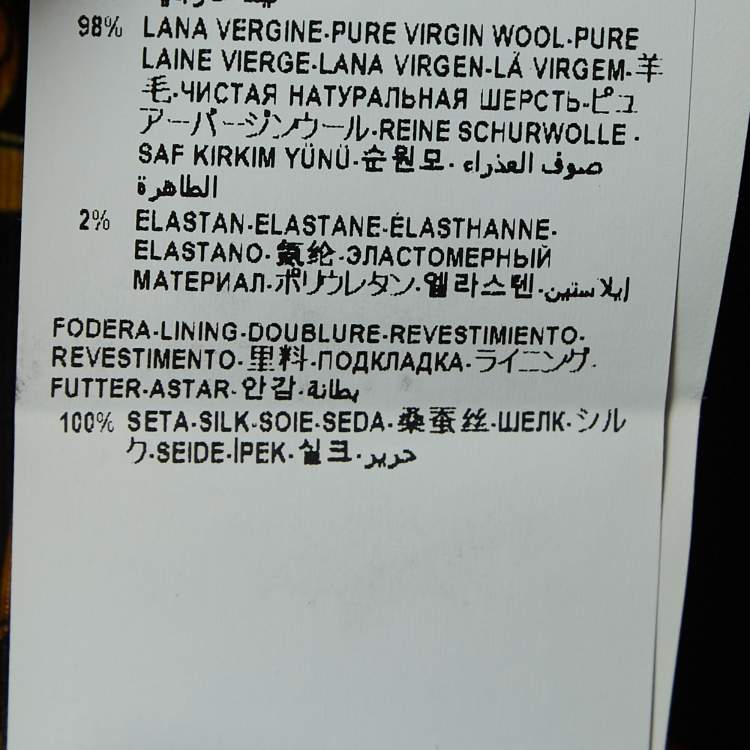 98% LANA VERGINE-PURE VIRGIN WOOL-PURE
LAINE VIERGE-LANA VIRGEN-LÃ VIRGEM-羊
毛-ЧИСТАЯ НАТУРАЛЬНАЯ ШЕРСТЬ-ピュ
アーバージンウール-REINE SCHURWOLLE-
SAF KIRKIM YÜNÜ-순원모-صوف العذراء
الطاهرة
2% ELASTAN-ELASTANE-ÉLASTHANNE-
ELASTANO-氨纶-ЭЛАСТОМЕРНЫЙ
МАТЕРИАЛ-ポリウレタン-엘라스텐-ايلاستين
FODERA-LINING-DOUBLURE-REVESTIMIENTO-
REVESTIMENTO-里料-ПОДКЛАДКА-ライニング-
FUTTER-ASTAR-안감-بطانة
100% SETA-SILK-SOIE-SEDA-桑蚕丝-ШЕЛК-シル
ク-SEIDE-İPEK-실크-حرير